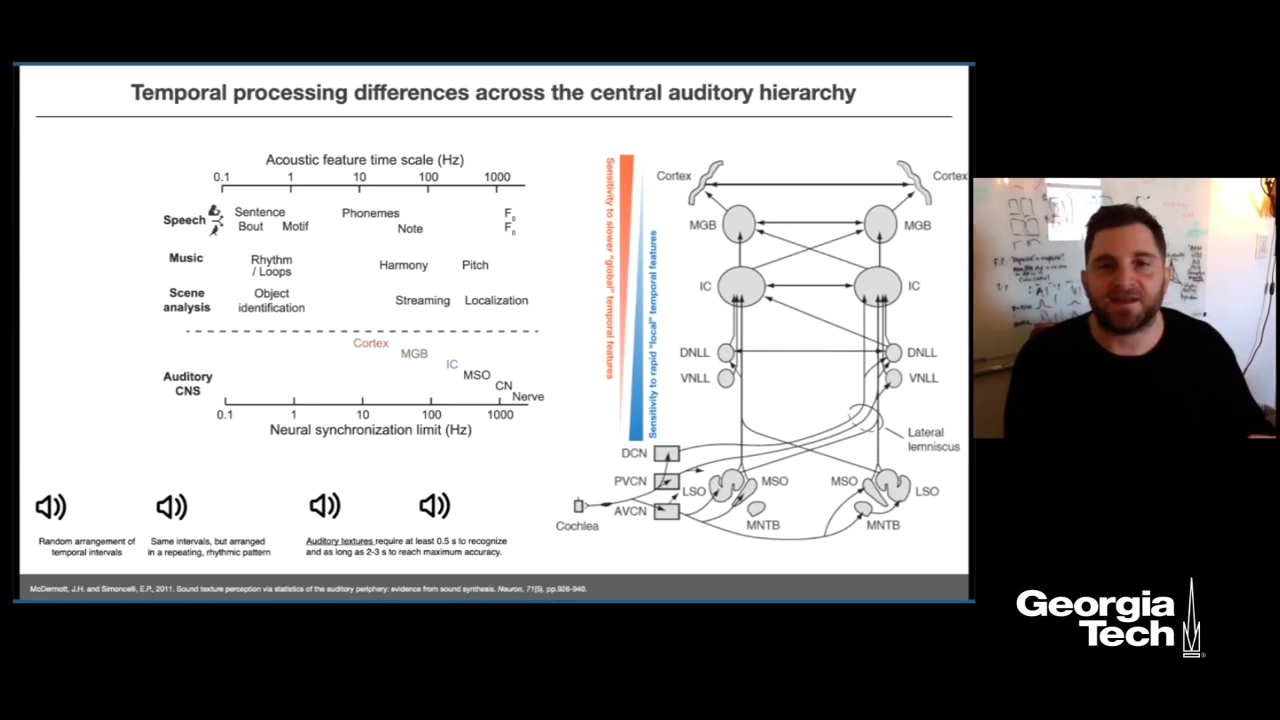 Temporal processing differences across the central auditory hierarchy
Acoustic feature time scale (Hz)
0.1 1 10 100 1000
Speech
Sentence Phonemes F0
Bout Motif Note F0
Music
Rhythm / Loops
Harmony Pitch
Scene analysis
Object identification
Streaming Localization
Auditory CNS
Cortex
MGB
IC
MSO
CN
Nerve
0.1 1 10 100 1000
Neural synchronization limit (Hz)
Random arrangement of
temporal intervals
Same intervals, but arranged
in a repeating, rhythmic pattern
Auditory textures require at least 0.5 s to recognize
and as long as 2-3 s to reach maximum accuracy.
Sensitivity to slower "global" temporal features
Sensitivity to rapid "local" temporal features
Cortex Cortex
MGB MGB
IC IC
DNLL DNLL
VNLL VNLL
Lateral
lemniscus
DCN
PVCN
AVCN
LSO MSO MSO LSO
MNTB MNTB
Cochlea
McDermott, J.H. and Simoncelli, E.P., 2011. Sound texture perception via statistics of the auditory periphery: evidence from sound synthesis. Neuron, 71(5), pp.926-940.
Georgia
Tech